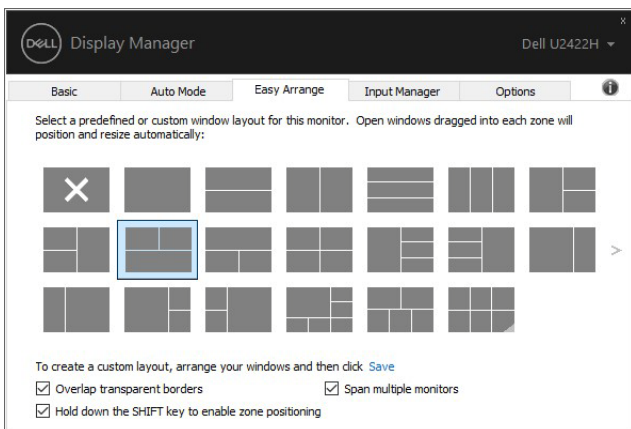 x
DELL Display Manager Dell U2422H
Basic Auto Mode Easy Arrange Input Manager Options i
Select a predefined or custom window layout for this monitor. Open windows dragged into each zone will
position and resize automatically:
>
To create a custom layout, arrange your windows and then click Save
Overlap transparent borders Span multiple monitors
Hold down the SHIFT key to enable zone positioning